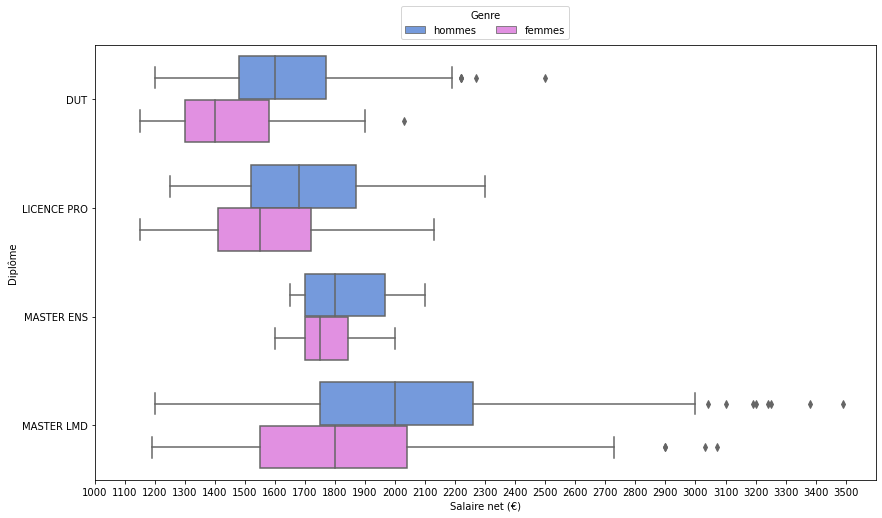 Genre
hommes femmes
DUT
LICENCE PRO
MASTER ENS
MASTER LMD
Diplôme
1000 1100 1200 1300 1400 1500 1600 1700 1800 1900 2000 2100 2200 2300 2400 2500 2600 2700 2800 2900 3000 3100 3200 3300 3400 3500
Salaire net (€)